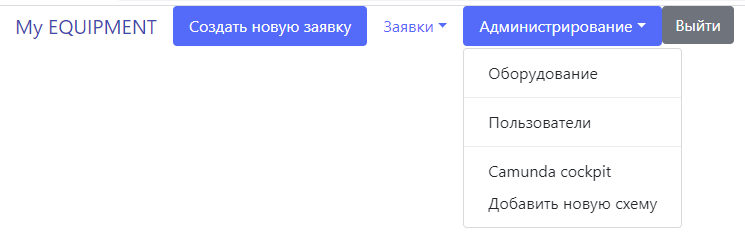 My EQUIPMENT Создать новую заявку Заявки Администрирование Выйти
Оборудование
Пользователи
Camunda cockpit
Добавить новую схему